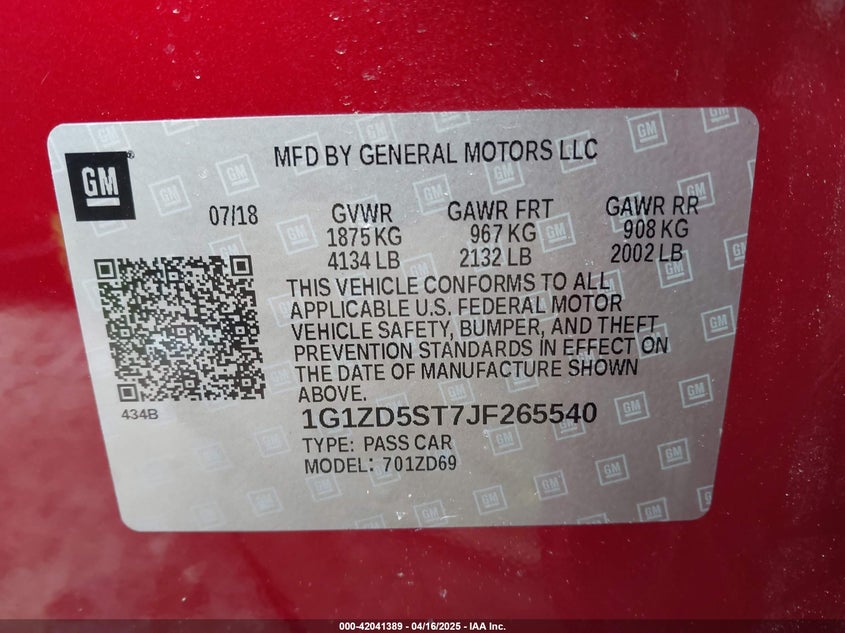 MFD BY GENERAL MOTORS LLC
GM
07/18
GVWR
1875 KG
4134 LB
GAWR FRT
967 KG
2132 LB
GAWR RR
908 KG
2002 LB
THIS VEHICLE CONFORMS TO ALL
APPLICABLE U.S. FEDERAL MOTOR
VEHICLE SAFETY, BUMPER, AND THEFT
PREVENTION STANDARDS IN EFFECT ON
THE DATE OF MANUFACTURE SHOWN
ABOVE.
434B
1G1ZD5ST7JF265540
TYPE: PASS CAR
MODEL: 701ZD69
000-42041389 - 04/16/2025 - IAA Inc.